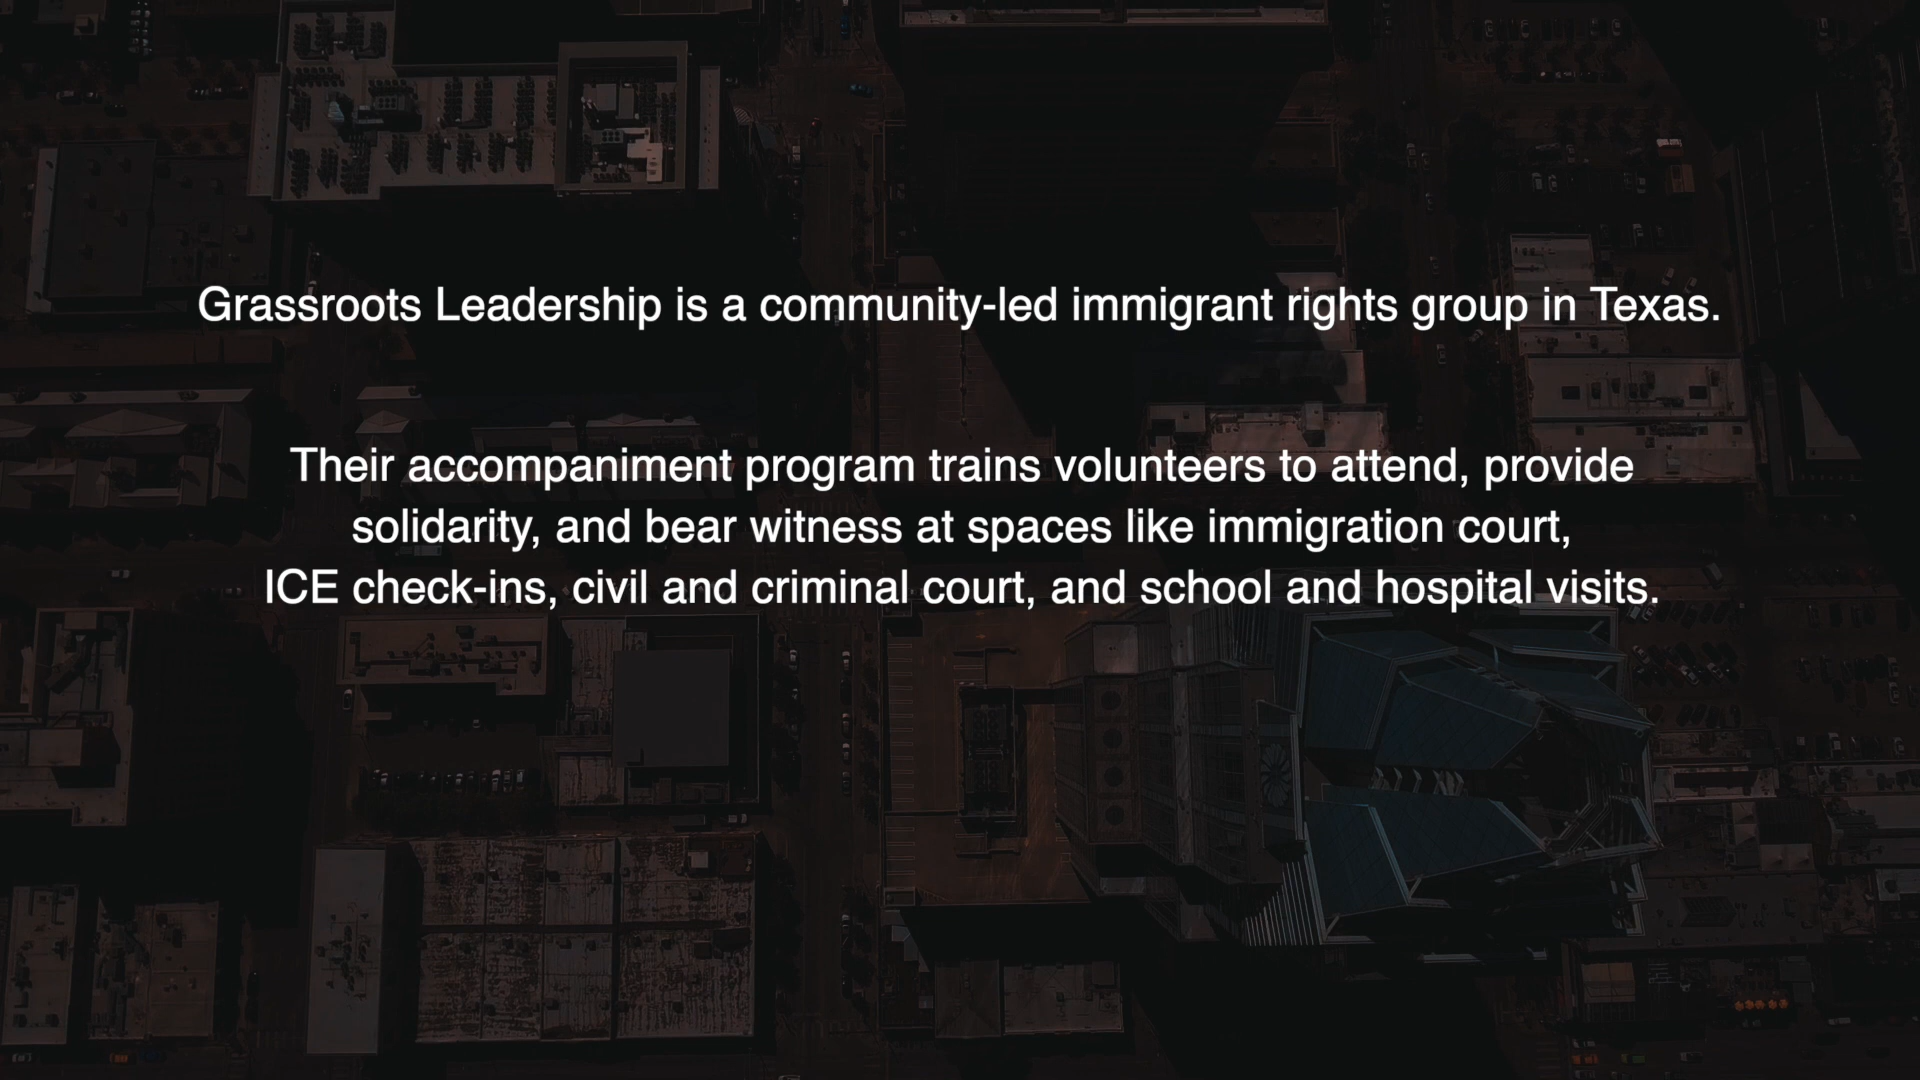 Grassroots Leadership is a community-led immigrant rights group in Texas.
Their accompaniment program trains volunteers to attend, provide
solidarity, and bear witness at spaces like immigration court,
ICE check-ins, civil and criminal court, and school and hospital visits.